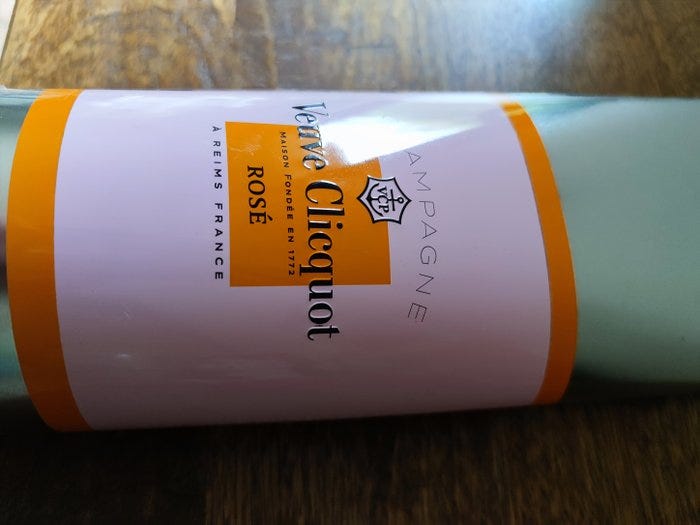 AMPAGNE
VCP
Veuve Clicquot
MAISON FONDÉE EN 1772
ROSÉ
À REIMS FRANCE